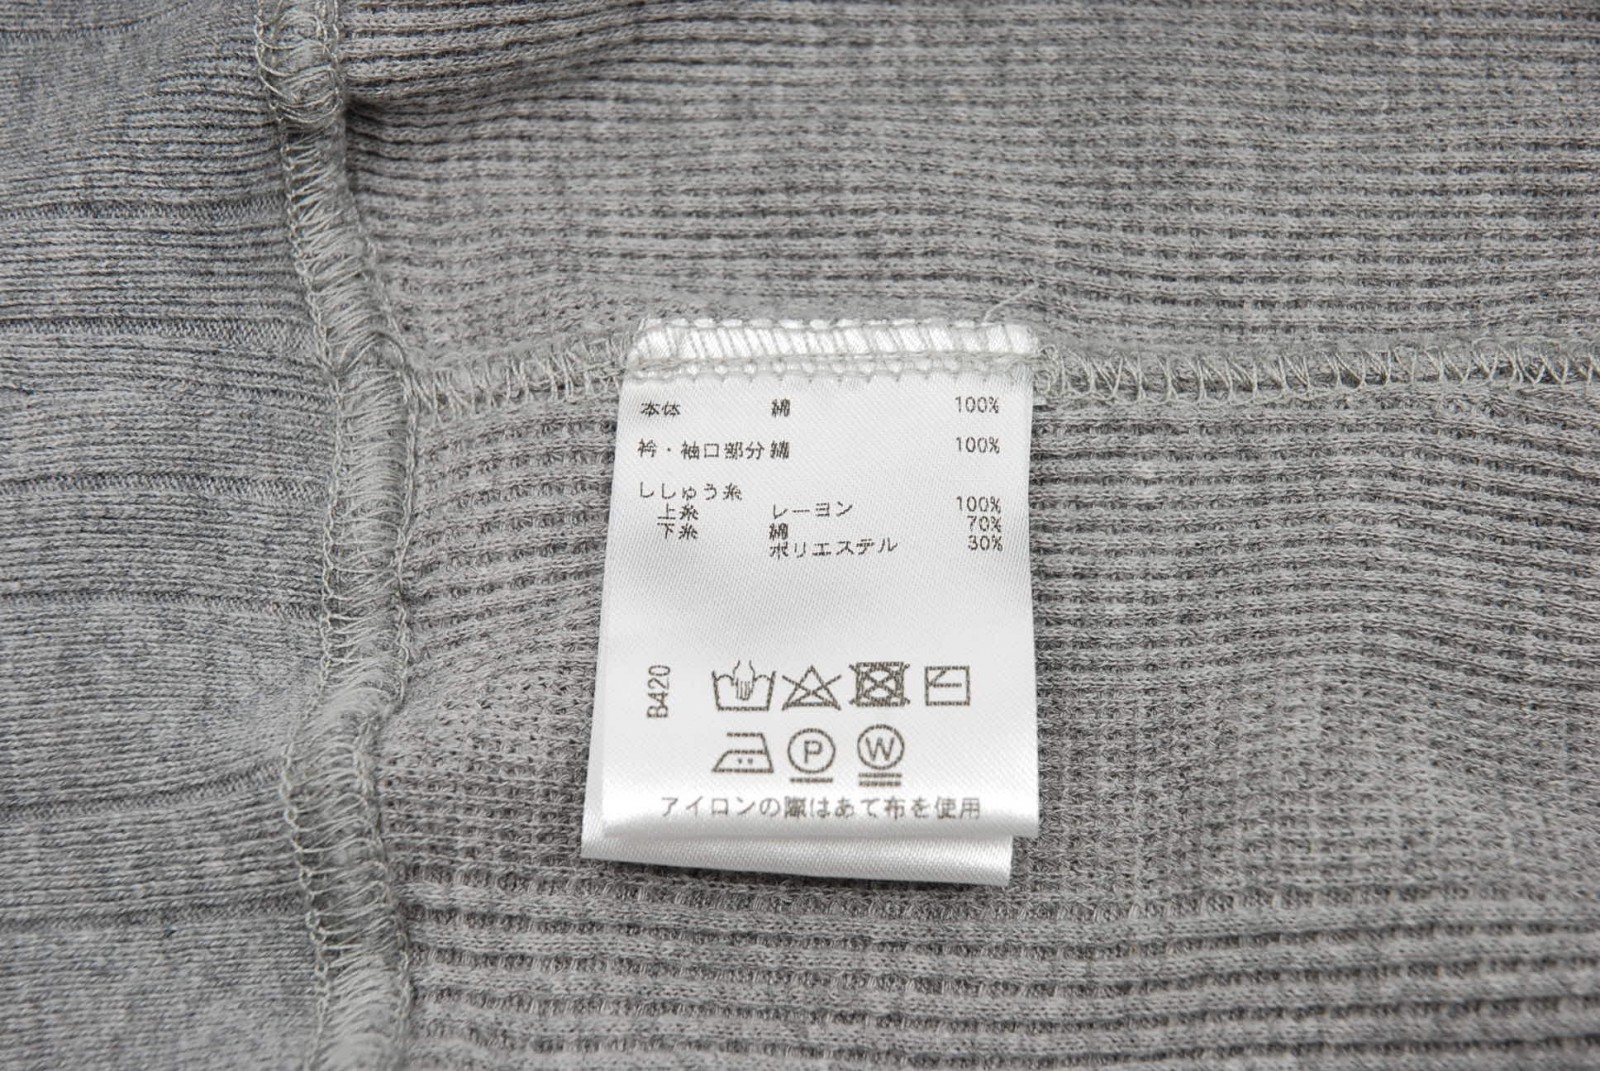 本体 綿 100%
衿・袖口部分 綿 100%
ししゅう糸
上糸 レーヨン 100%
下糸 綿 70%
ポリエステル 30%
B420
P W
アイロンの際はあて布を使用